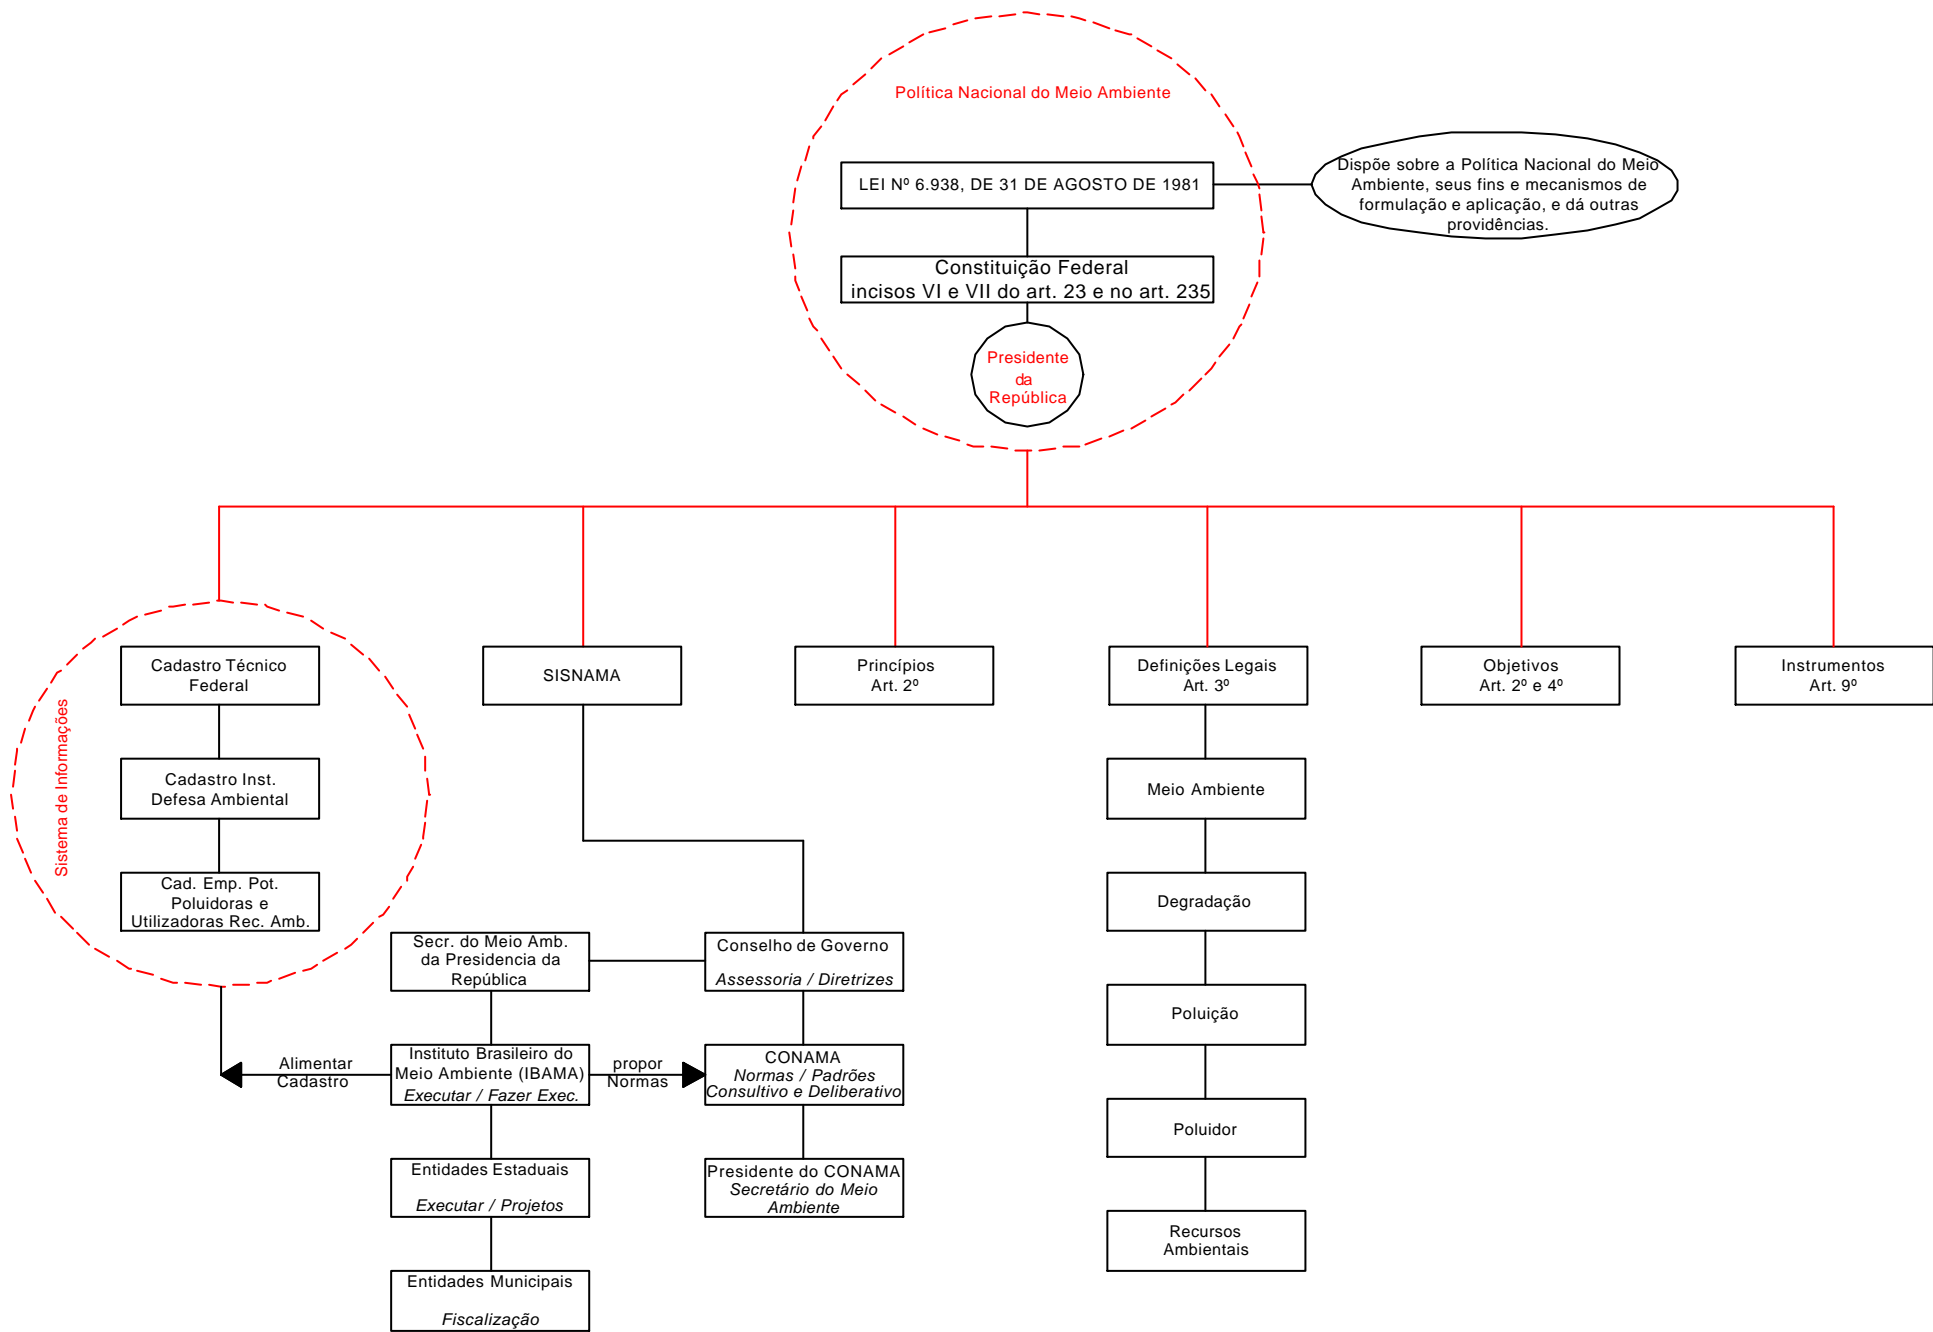 Política Nacional do Meio Ambiente
LEI Nº 6.938, DE 31 DE AGOSTO DE 1981
Dispõe sobre a Política Nacional do Meio
Ambiente, seus fins e mecanismos de
formulação e aplicação, e dá outras
providências.
Constituição Federal
incisos VI e VII do art. 23 e no art. 235
Presidente
da
República
Sistema de Informações
Cadastro Técnico
Federal
Cadastro Inst.
Defesa Ambiental
Cad. Emp. Pot.
Poluidoras e
Utilizadoras Rec. Amb.
SISNAMA
Princípios
Art. 2º
Definições Legais
Art. 3º
Objetivos
Art. 2º e 4º
Instrumentos
Art. 9º
Secr. do Meio Amb.
da Presidencia da
República
Conselho de Governo
Assessoria / Diretrizes
Alimentar
Cadastro
Instituto Brasileiro do
Meio Ambiente (IBAMA)
Executar / Fazer Exec.
propor
Normas
CONAMA
Normas / Padrões
Consultivo e Deliberativo
Entidades Estaduais
Executar / Projetos
Presidente do CONAMA
Secretário do Meio
Ambiente
Entidades Municipais
Fiscalização
Meio Ambiente
Degradação
Poluição
Poluidor
Recursos
Ambientais